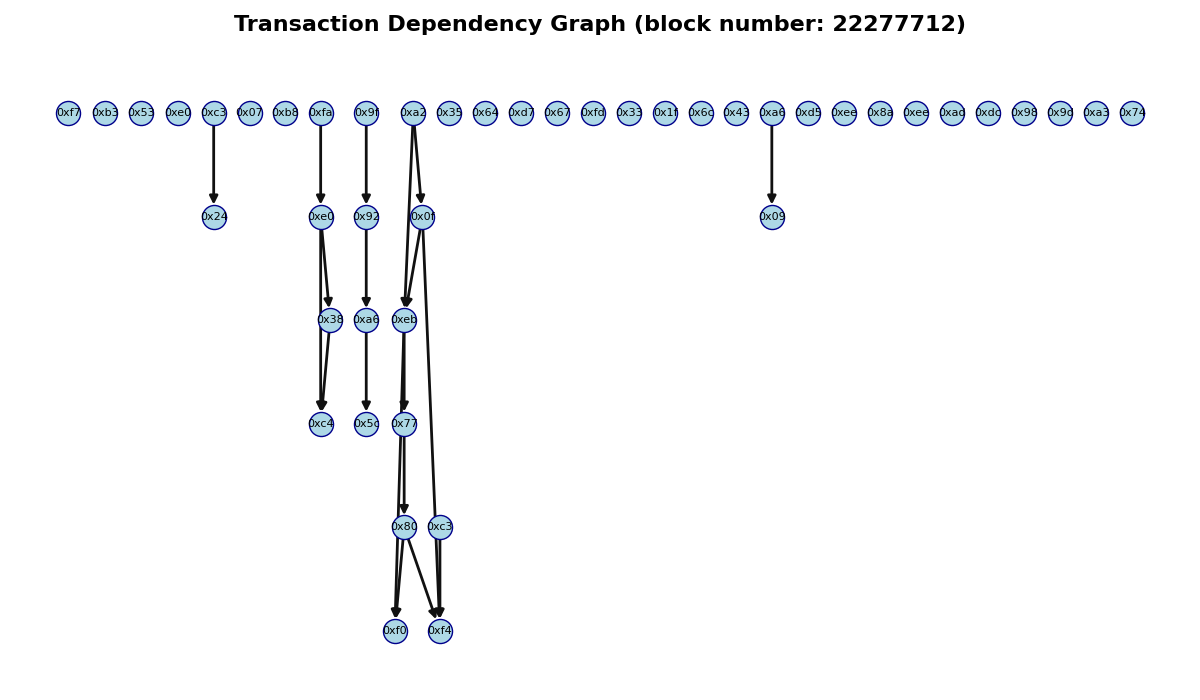 Transaction Dependency Graph (block number: 22277712)
0xf7 0xb3 0x53 0xe0 0xc3 0x07 0xb8 0xfa 0x9f 0xa2 0x35 0x64 0xd7 0x67 0xfd 0x33 0x1f 0x6c 0x43 0xa6 0xd5 0xee 0x8a 0xee 0xad 0xdc 0x98 0x9c 0xa3 0x74
0x24 0xe0 0x92 0x0f 0x09
0x38 0xa6 0xeb
0xc4 0x5c 0x77
0x80 0xc3
0xf0 0xf4